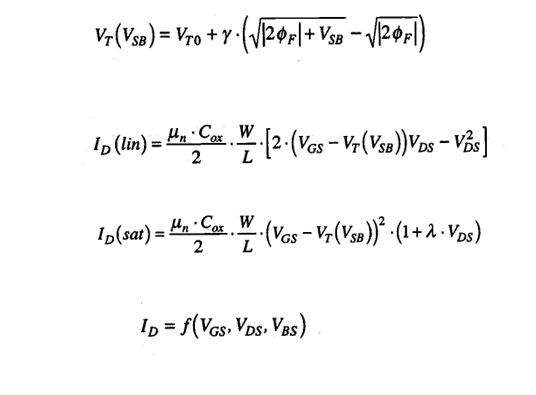 V_T(V_SB) = V_T0 + γ · (√|2ϕ_F| + V_SB − √|2ϕ_F|)
I_D(lin) = μ_n · C_ox / 2 · W / L · [2 · (V_GS − V_T(V_SB))V_DS − V_DS²]
I_D(sat) = μ_n · C_ox / 2 · W / L · (V_GS − V_T(V_SB))² · (1 + λ · V_DS)
I_D = f(V_GS, V_DS, V_BS)